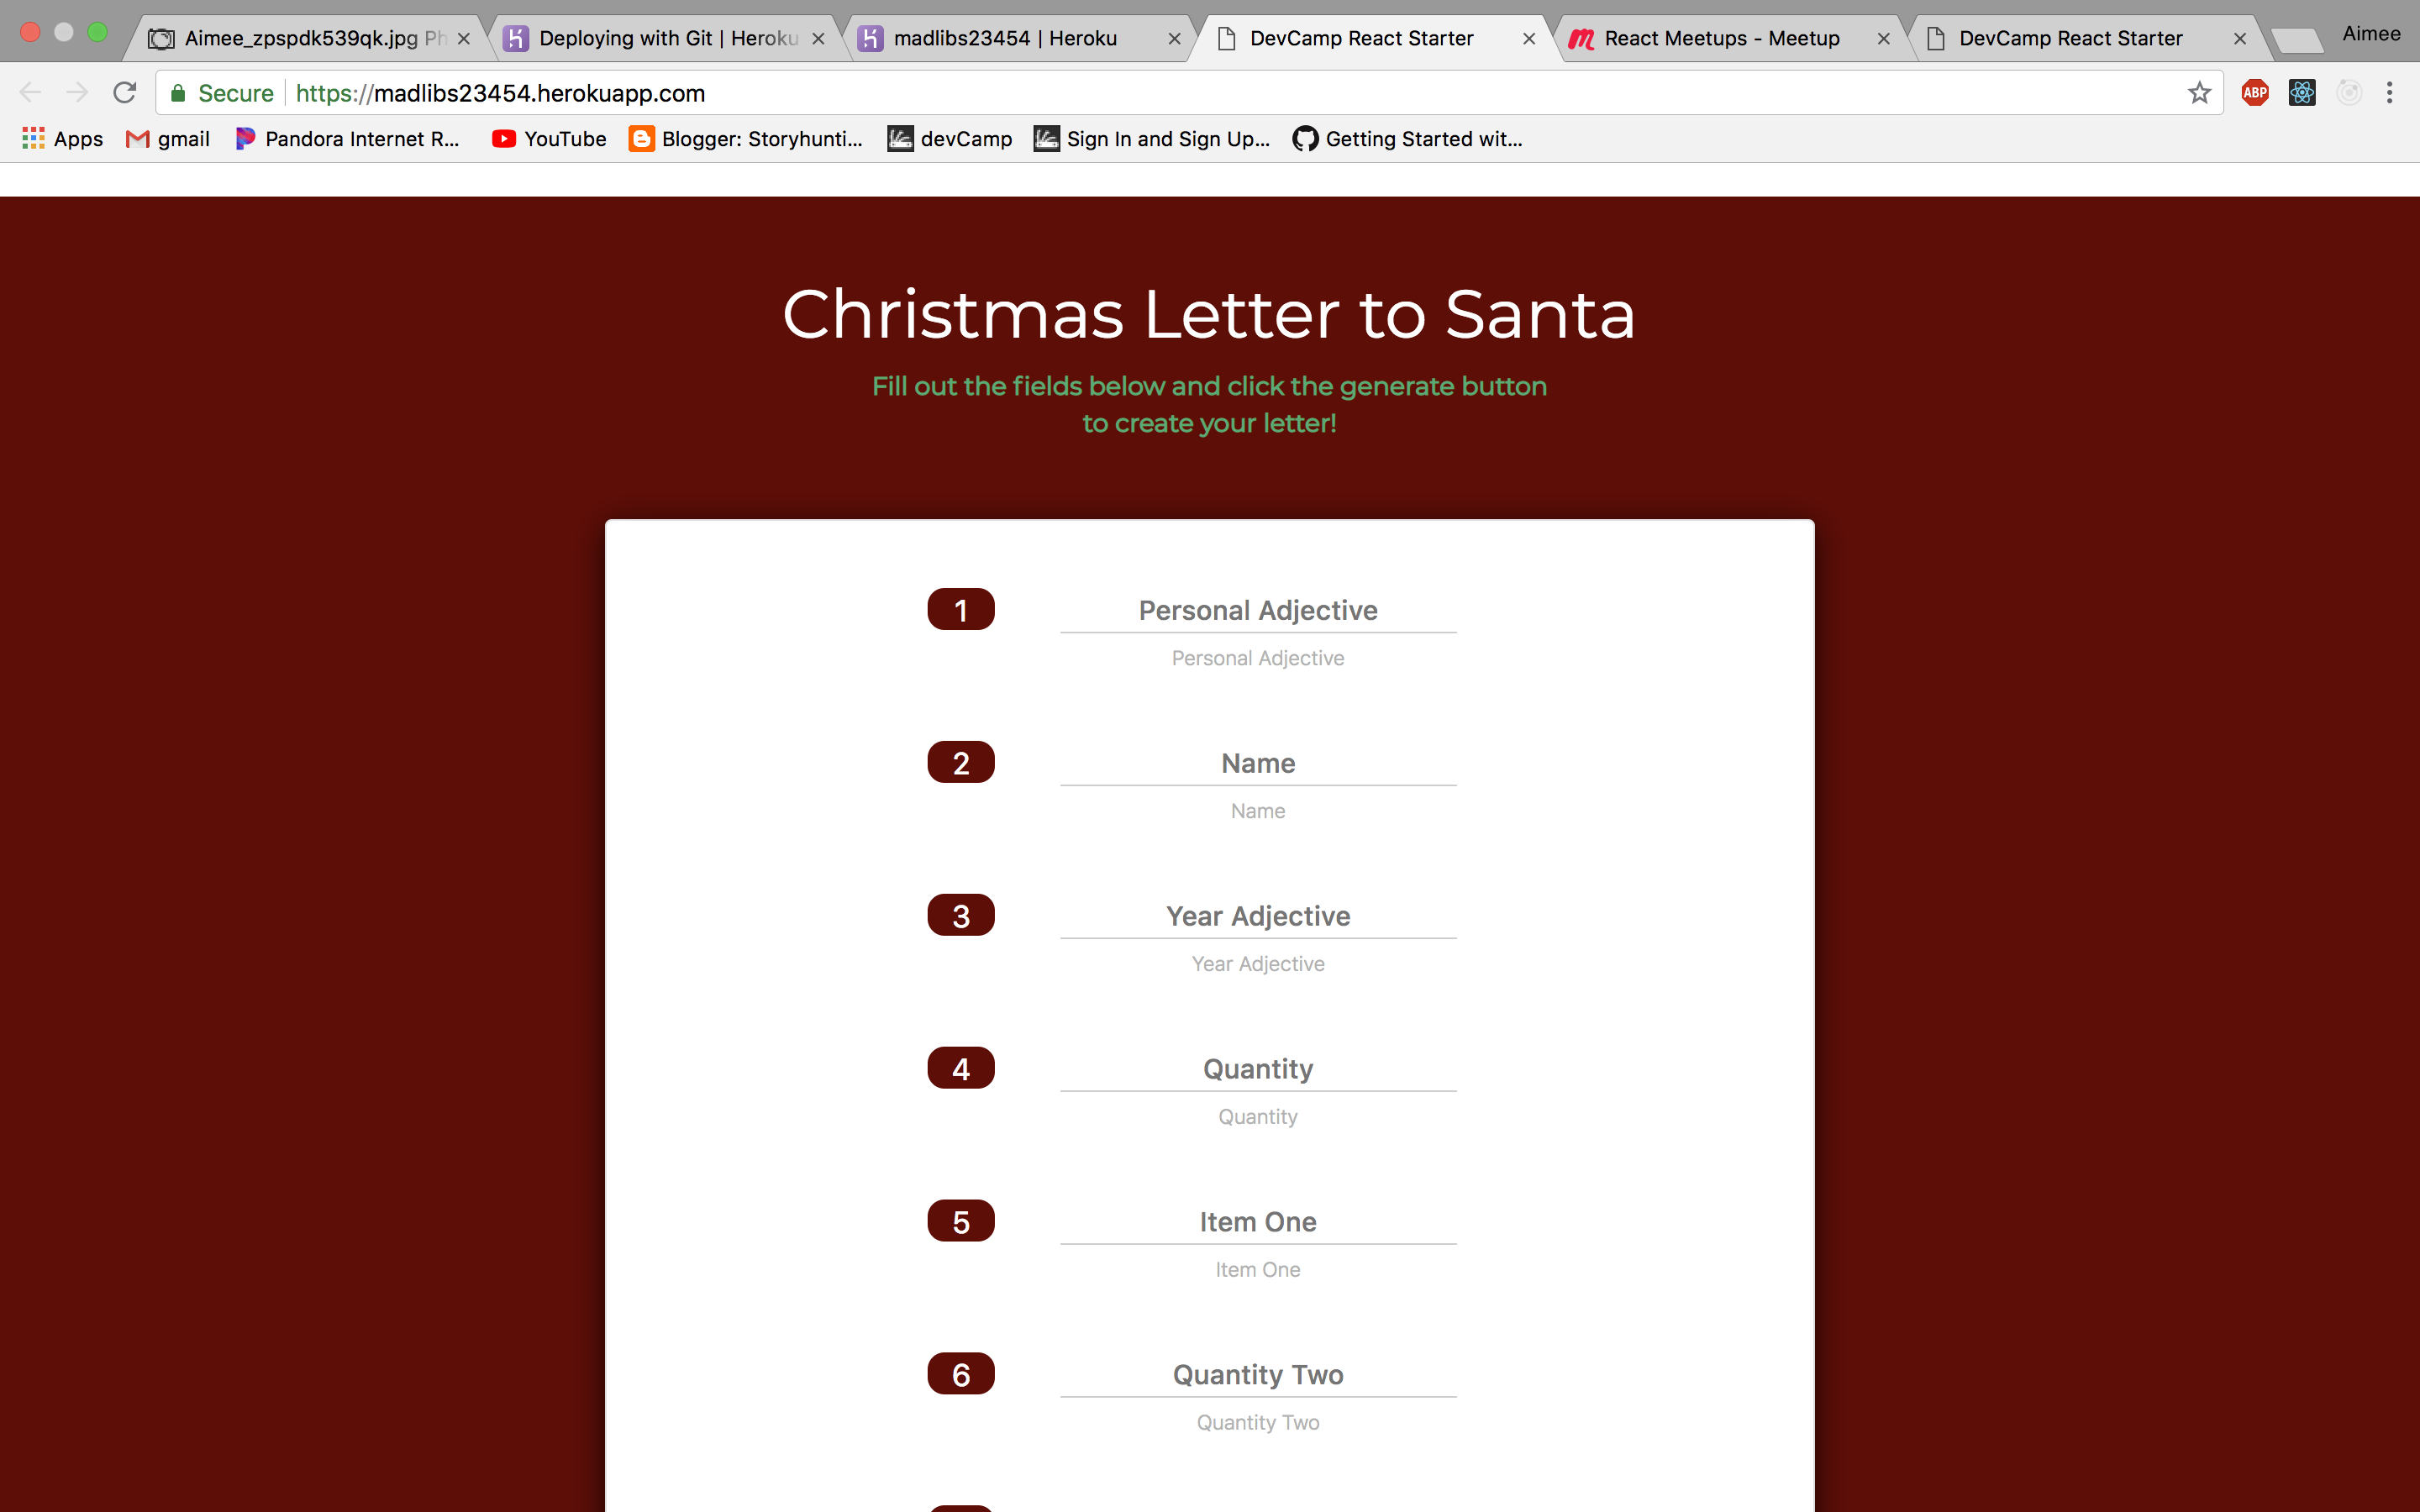 Aimee_zpspdk539qk.jpg Ph
Deploying with Git | Heroku
madlibs23454 | Heroku
DevCamp React Starter
React Meetups - Meetup
DevCamp React Starter
Aimee
Secure
https://madlibs23454.herokuapp.com
ABP
Apps
gmail
Pandora Internet R...
YouTube
Blogger: Storyhunti...
devCamp
Sign In and Sign Up...
Getting Started wit...
Christmas Letter to Santa
Fill out the fields below and click the generate button
to create your letter!
1 Personal Adjective
Personal Adjective
2 Name
Name
3 Year Adjective
Year Adjective
4 Quantity
Quantity
5 Item One
Item One
6 Quantity Two
Quantity Two